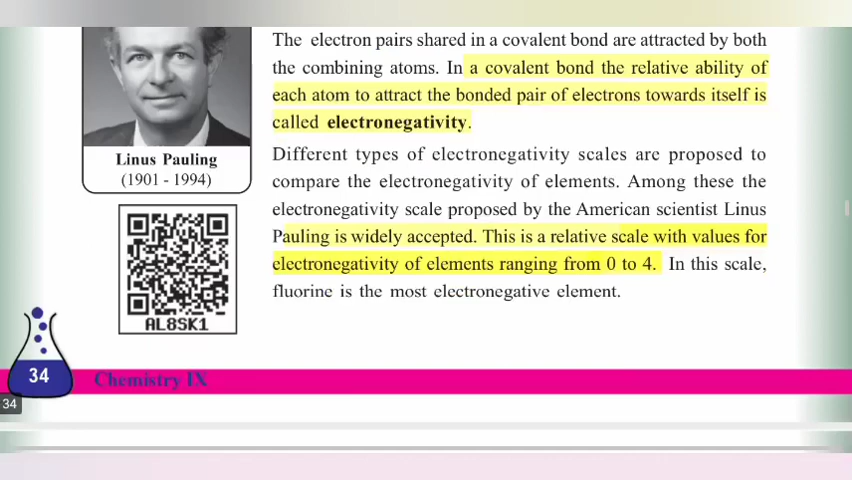 The electron pairs shared in a covalent bond are attracted by both
the combining atoms. In a covalent bond the relative ability of
each atom to attract the bonded pair of electrons towards itself is
called electronegativity.
Linus Pauling
(1901 - 1994)
Different types of electronegativity scales are proposed to
compare the electronegativity of elements. Among these the
electronegativity scale proposed by the American scientist Linus
Pauling is widely accepted. This is a relative scale with values for
electronegativity of elements ranging from 0 to 4. In this scale,
fluorine is the most electronegative element.
AL8SK1
34
Chemistry IX
34